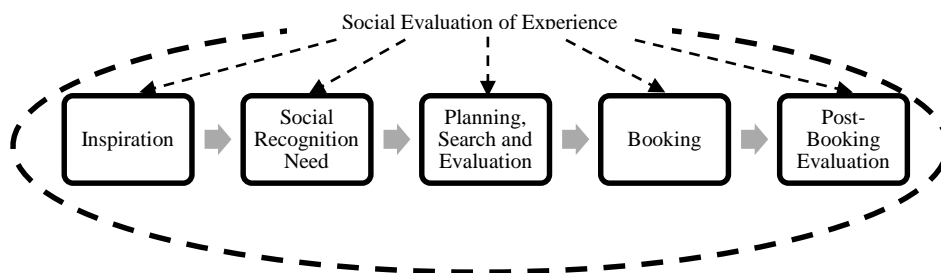 Social Evaluation of Experience
Inspiration
Social
Recognition
Need
Planning,
Search and
Evaluation
Booking
Post-
Booking
Evaluation